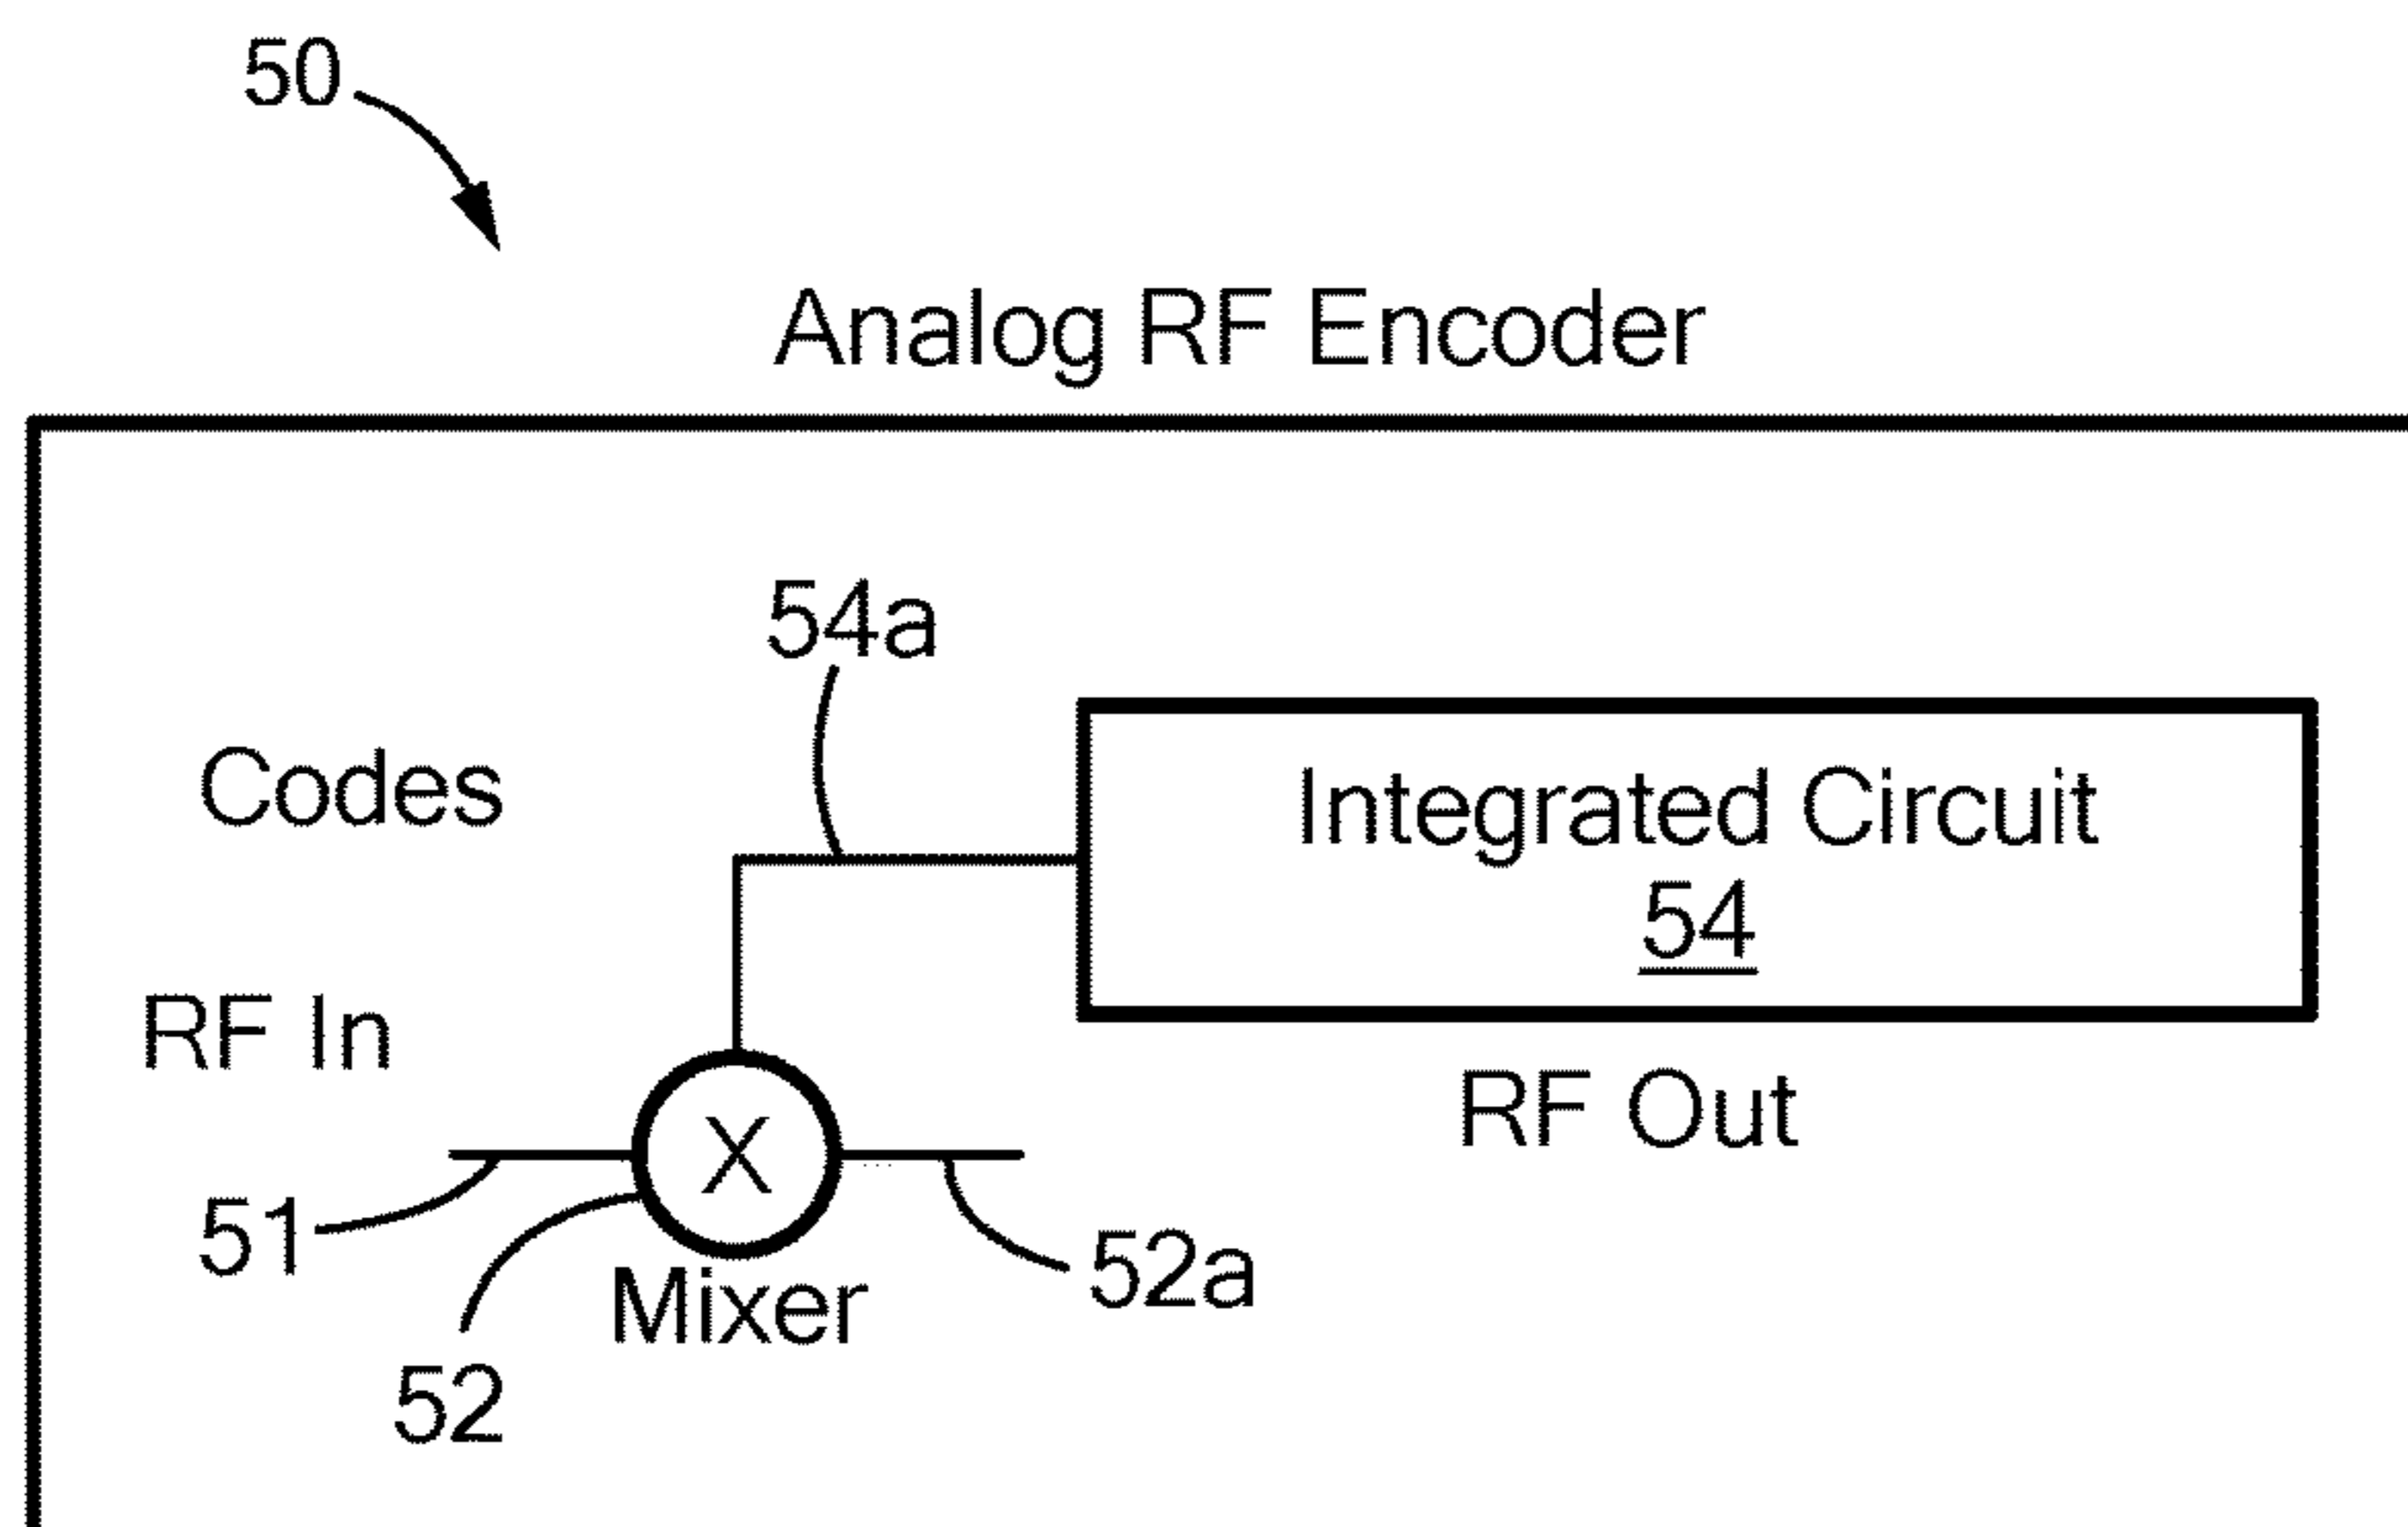 50
Analog RF Encoder
54a
Codes
Integrated Circuit
54
RF In
RF Out
X
51
52a
Mixer
52